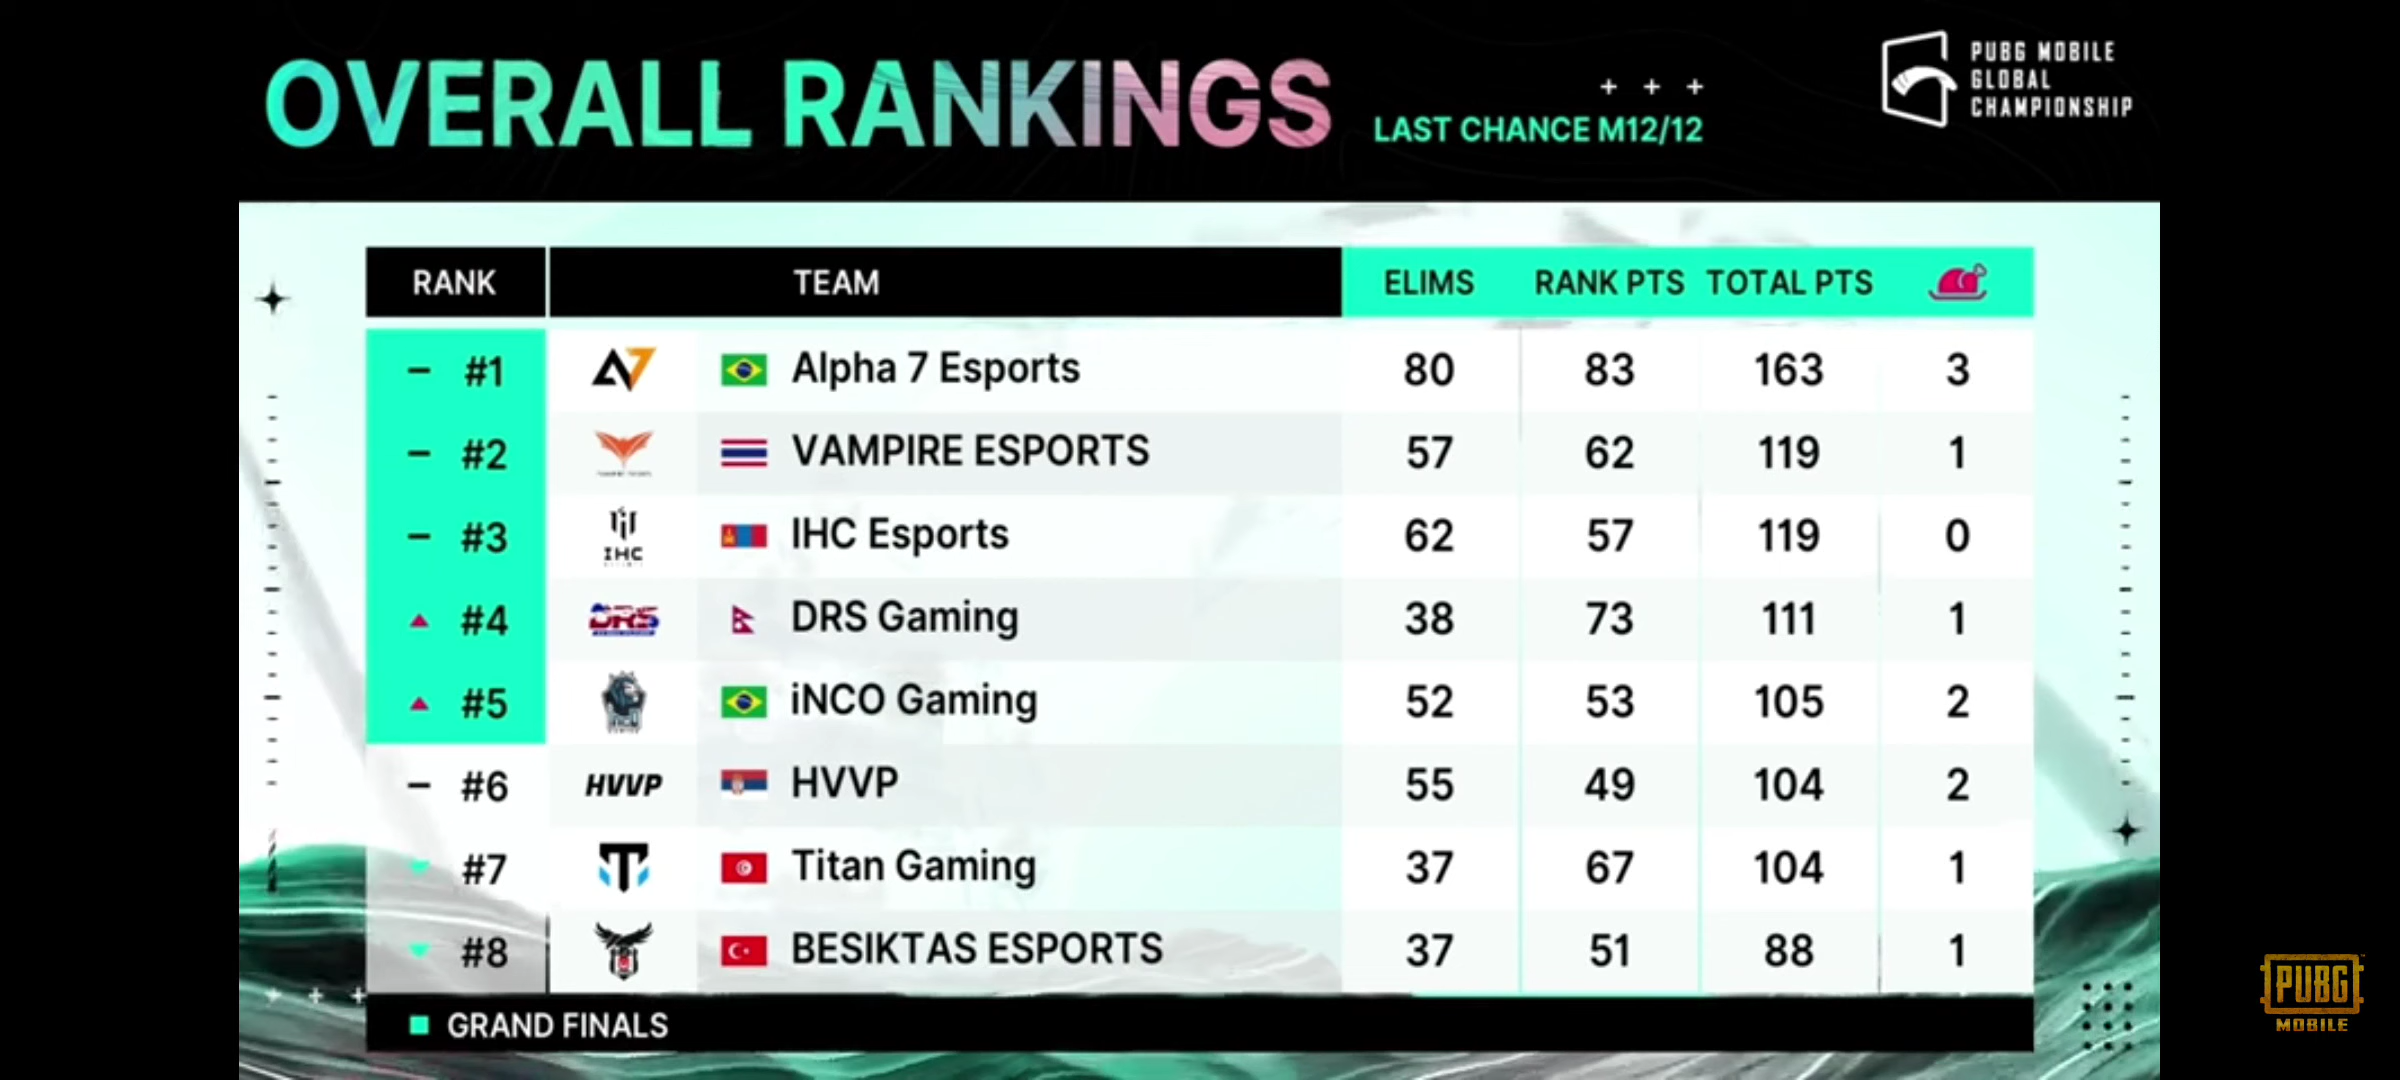 OVERALL RANKINGS
+ + +
LAST CHANCE M12/12
PUBG MOBILE
GLOBAL
CHAMPIONSHIP
RANK TEAM ELIMS RANK PTS TOTAL PTS
- #1 A7 Alpha 7 Esports 80 83 163 3
- #2 VAMPIRE ESPORTS 57 62 119 1
- #3 IHC IHC Esports 62 57 119 0
#4 DRS DRS Gaming 38 73 111 1
#5 iNCO Gaming 52 53 105 2
- #6 HVVP HVVP 55 49 104 2
#7 Titan Gaming 37 67 104 1
#8 BESIKTAS ESPORTS 37 51 88 1
GRAND FINALS
PUBG
MOBILE